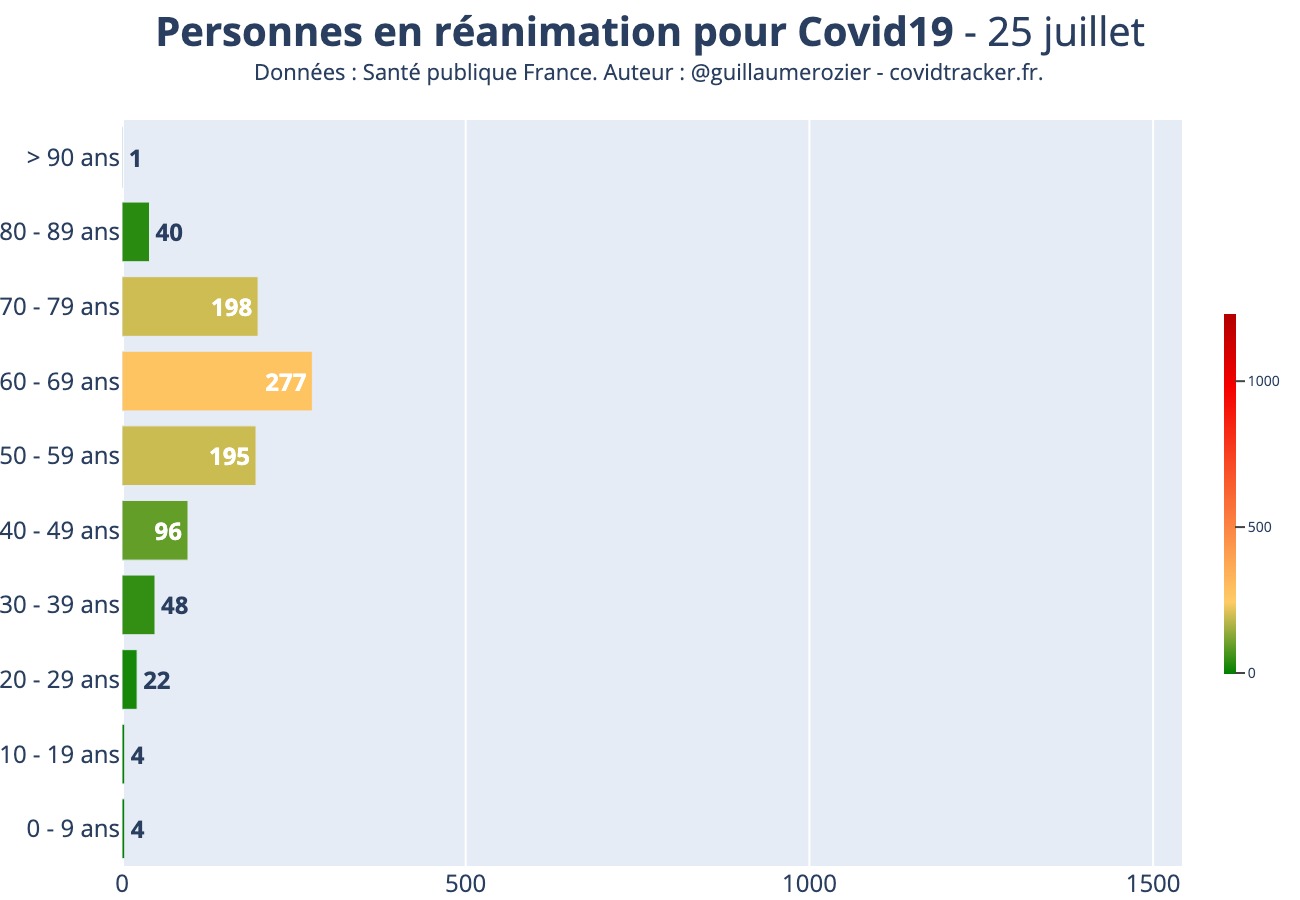 Personnes en réanimation pour Covid19 - 25 juillet
Données : Santé publique France. Auteur : @guillaumerozier - covidtracker.fr.
> 90 ans 1
80 - 89 ans 40
70 - 79 ans 198
60 - 69 ans 277
50 - 59 ans 195
40 - 49 ans 96
30 - 39 ans 48
20 - 29 ans 22
10 - 19 ans 4
0 - 9 ans 4
0 500 1000 1500
1000
500
0